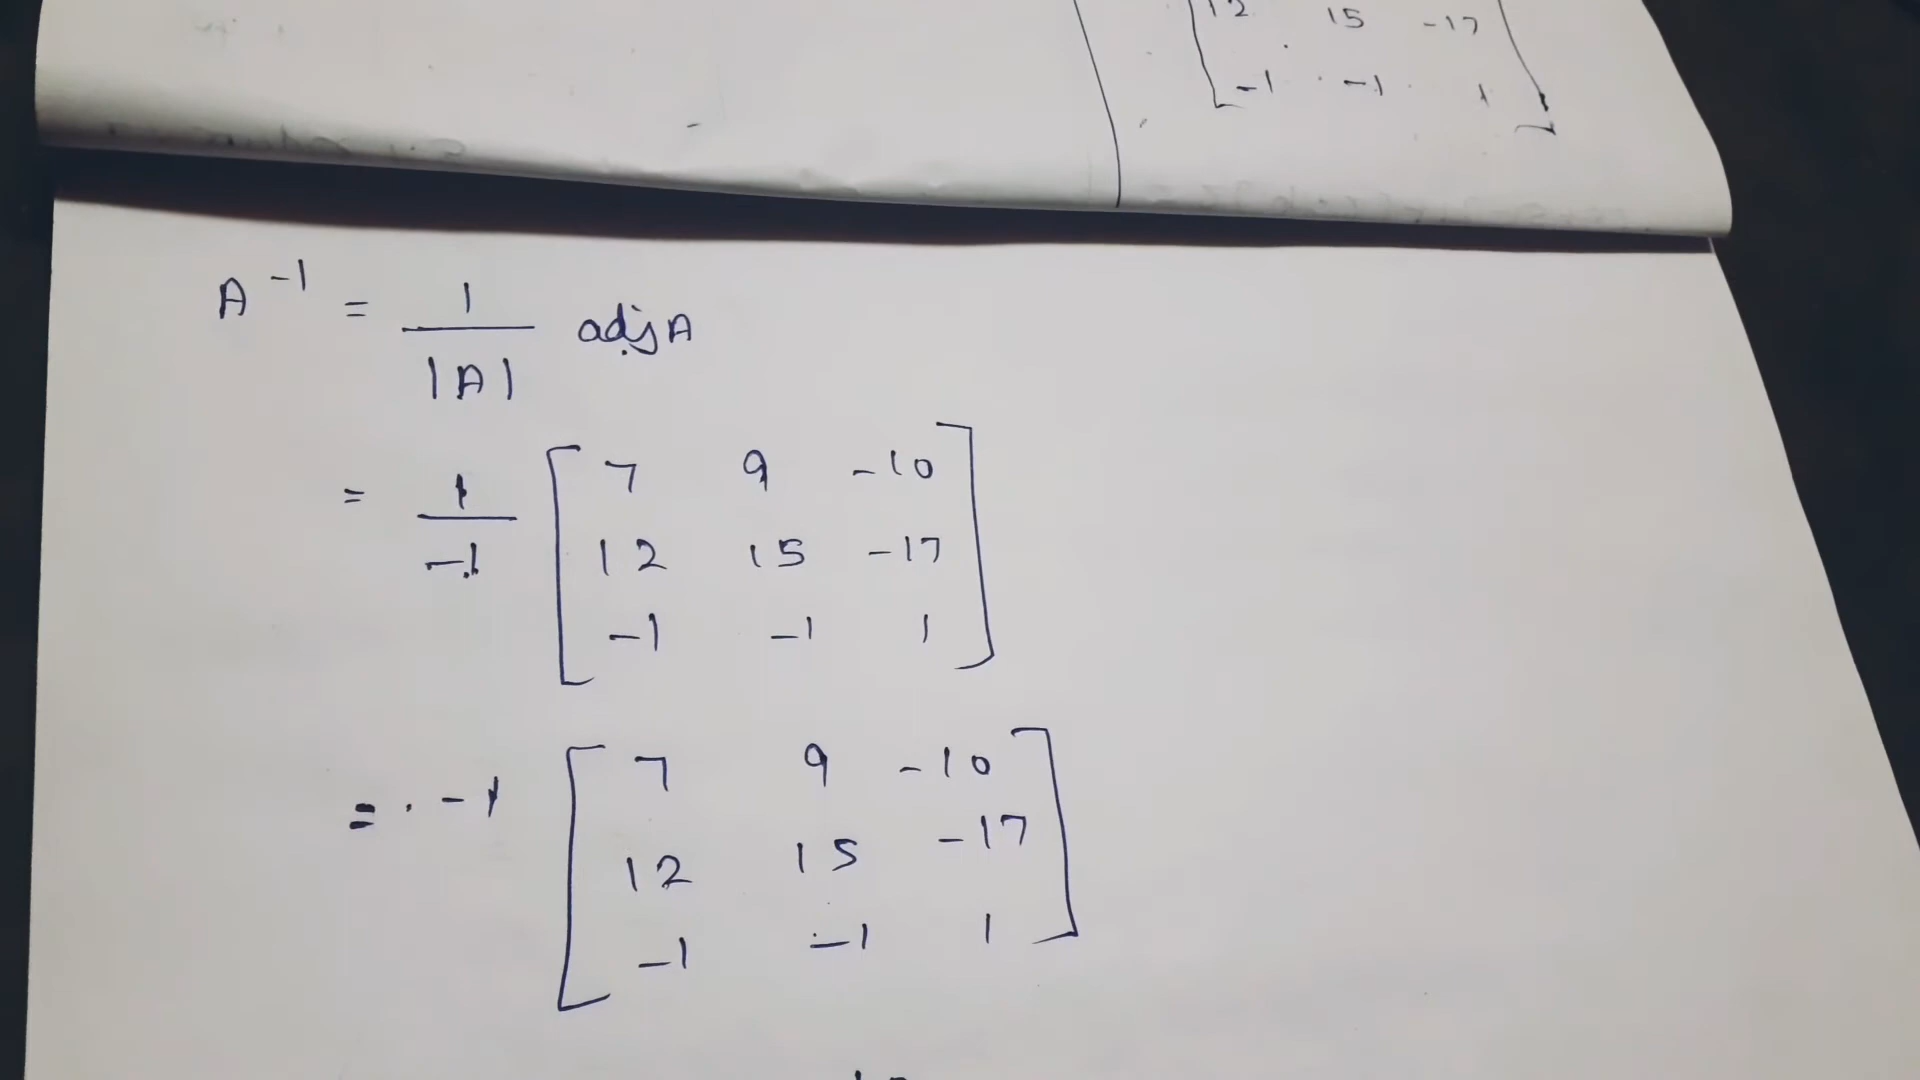 12 15 -17
-1 -1 1
A^-1 = 1/|A| adj A
= 1/-1 [7 9 -10
12 15 -17
-1 -1 1]
= -1 [7 9 -10
12 15 -17
-1 -1 1]